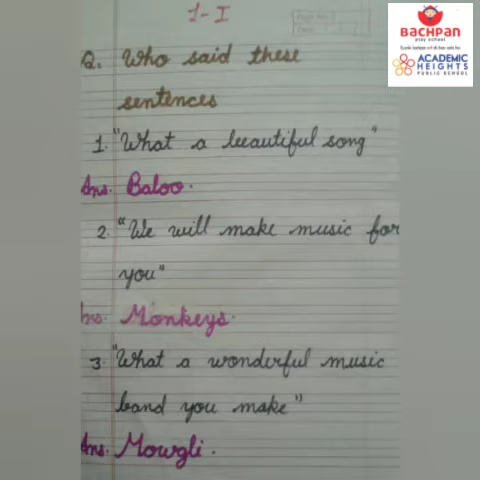 1-I
BACHPAN
play school
ACADEMIC
HEIGHTS
PUBLIC SCHOOL
Q. Who said these
sentences
1. "What a beautiful song"
Ans. Baloo.
2. "We will make music for
you"
Ans. Monkeys.
3. "What a wonderful music
band you make"
Ans. Mowgli.